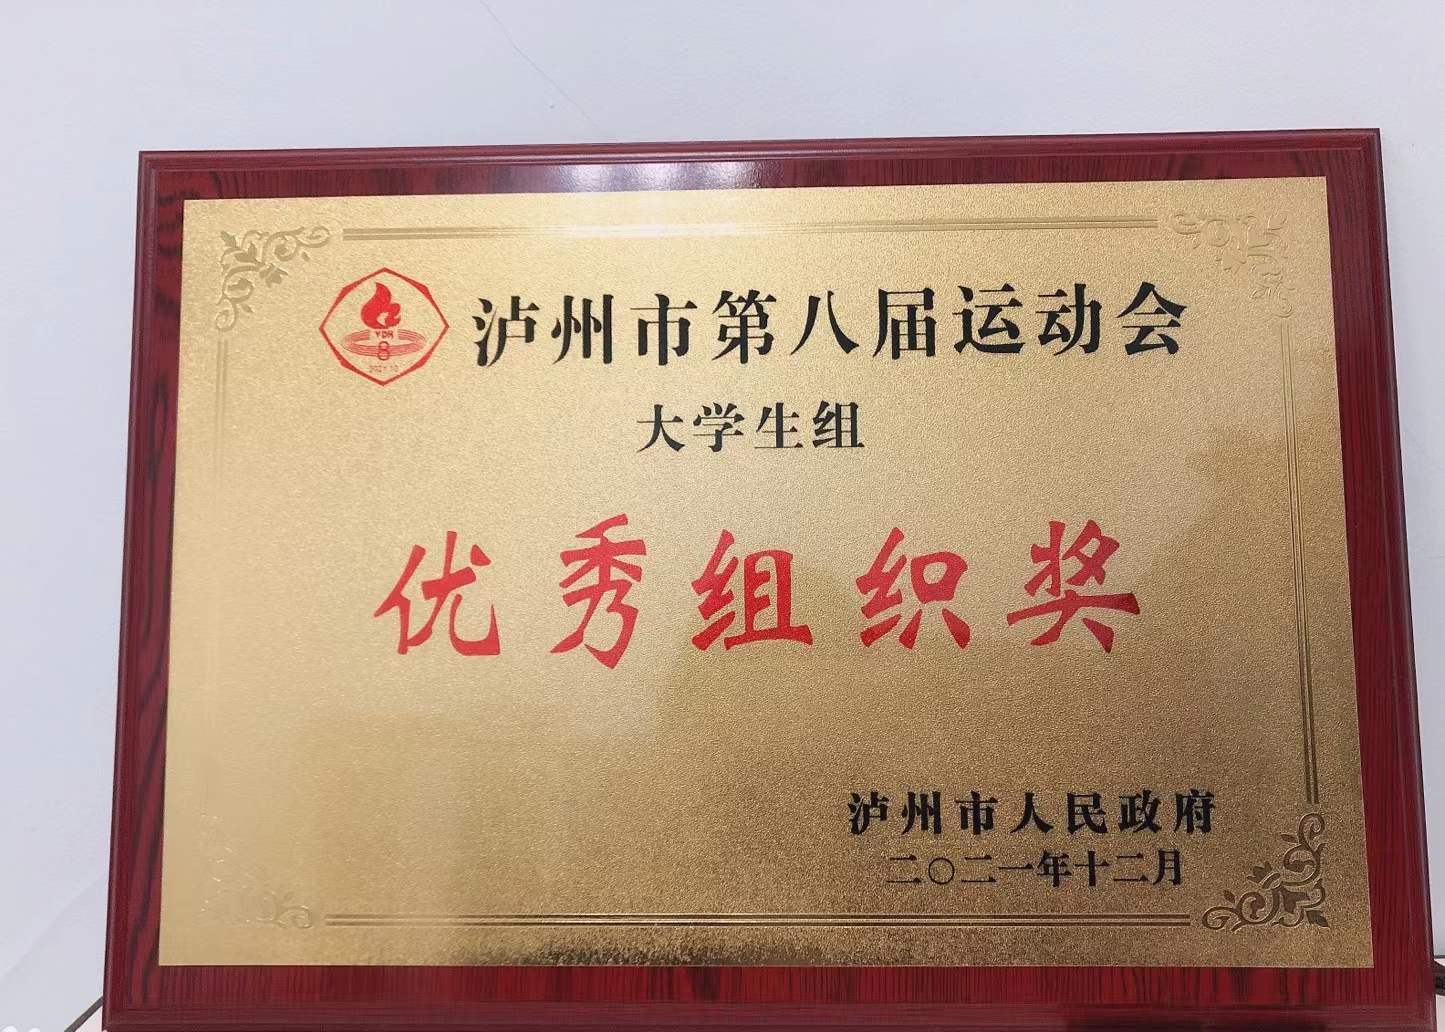 泸州市第八届运动会
大学生组
优秀组织奖
泸州市人民政府
二〇二一年十二月
8